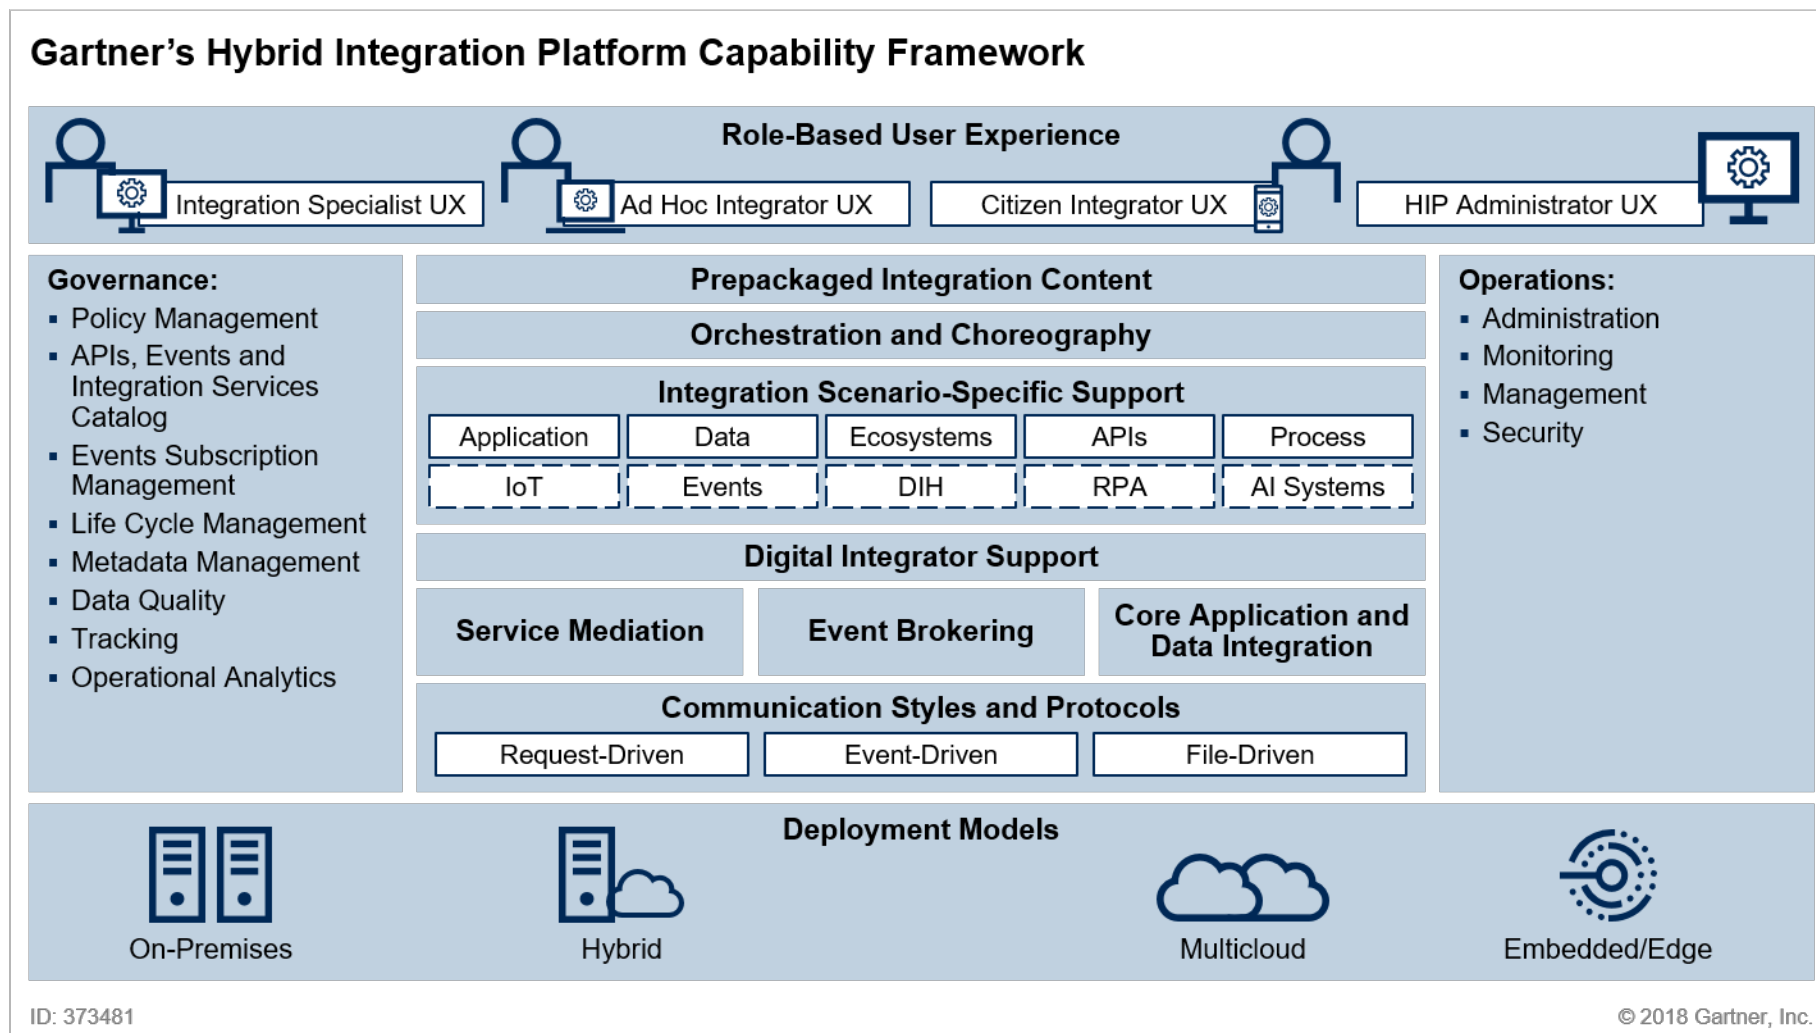 Gartner’s Hybrid Integration Platform Capability Framework
Role-Based User Experience
Integration Specialist UX
Ad Hoc Integrator UX
Citizen Integrator UX
HIP Administrator UX
Governance:
▪ Policy Management
▪ APIs, Events and
Integration Services
Catalog
▪ Events Subscription
Management
▪ Life Cycle Management
▪ Metadata Management
▪ Data Quality
▪ Tracking
▪ Operational Analytics
Prepackaged Integration Content
Orchestration and Choreography
Integration Scenario-Specific Support
Application
Data
Ecosystems
APIs
Process
IoT
Events
DIH
RPA
AI Systems
Digital Integrator Support
Service Mediation
Event Brokering
Core Application and
Data Integration
Communication Styles and Protocols
Request-Driven
Event-Driven
File-Driven
Operations:
▪ Administration
▪ Monitoring
▪ Management
▪ Security
Deployment Models
On-Premises
Hybrid
Multicloud
Embedded/Edge
ID: 373481
© 2018 Gartner, Inc.